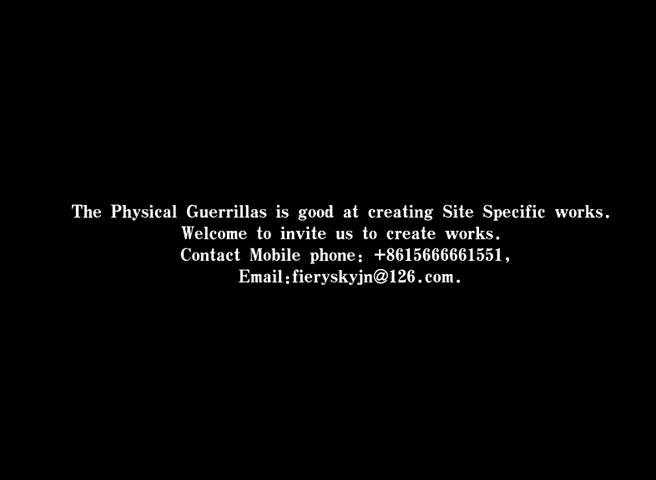 The Physical Guerrillas is good at creating Site Specific works.
Welcome to invite us to create works.
Contact Mobile phone: +8615666661551,
Email:fieryskyjn@126.com.